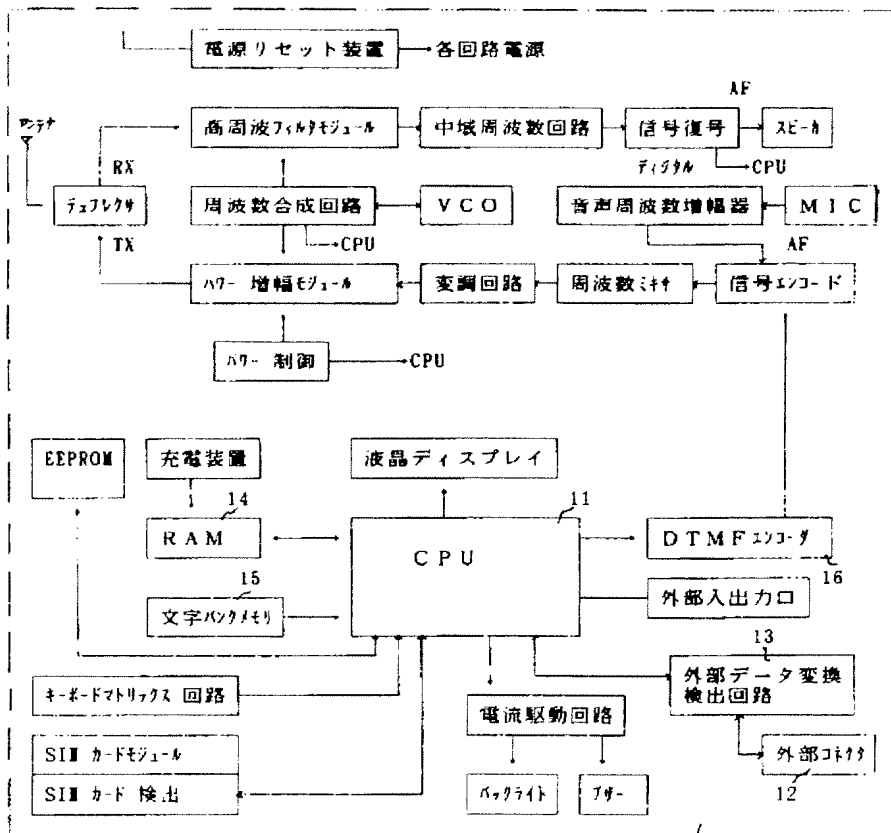 電源リセット装置
各回路電源
AF
アンテナ
高周波フィルタモジュール
中域周波数回路
信号復号
スピーカ
RX
ディジタル
CPU
デュプレクサ
周波数合成回路
VCO
音声周波数増幅器
MIC
TX
CPU
AF
パワー 増幅モジュール
変調回路
周波数ミキサ
信号エンコード
パワー 制御
CPU
EEPROM
充電装置
液晶ディスプレイ
14
11
RAM
CPU
DTMFエンコーダ
15
16
文字バンクメモリ
外部入出力口
13
キーボードマトリックス 回路
外部データ変換
検出回路
電流駆動回路
SIM カードモジュール
外部コネクタ
SIM カード 検出
バックライト
ブザー
12